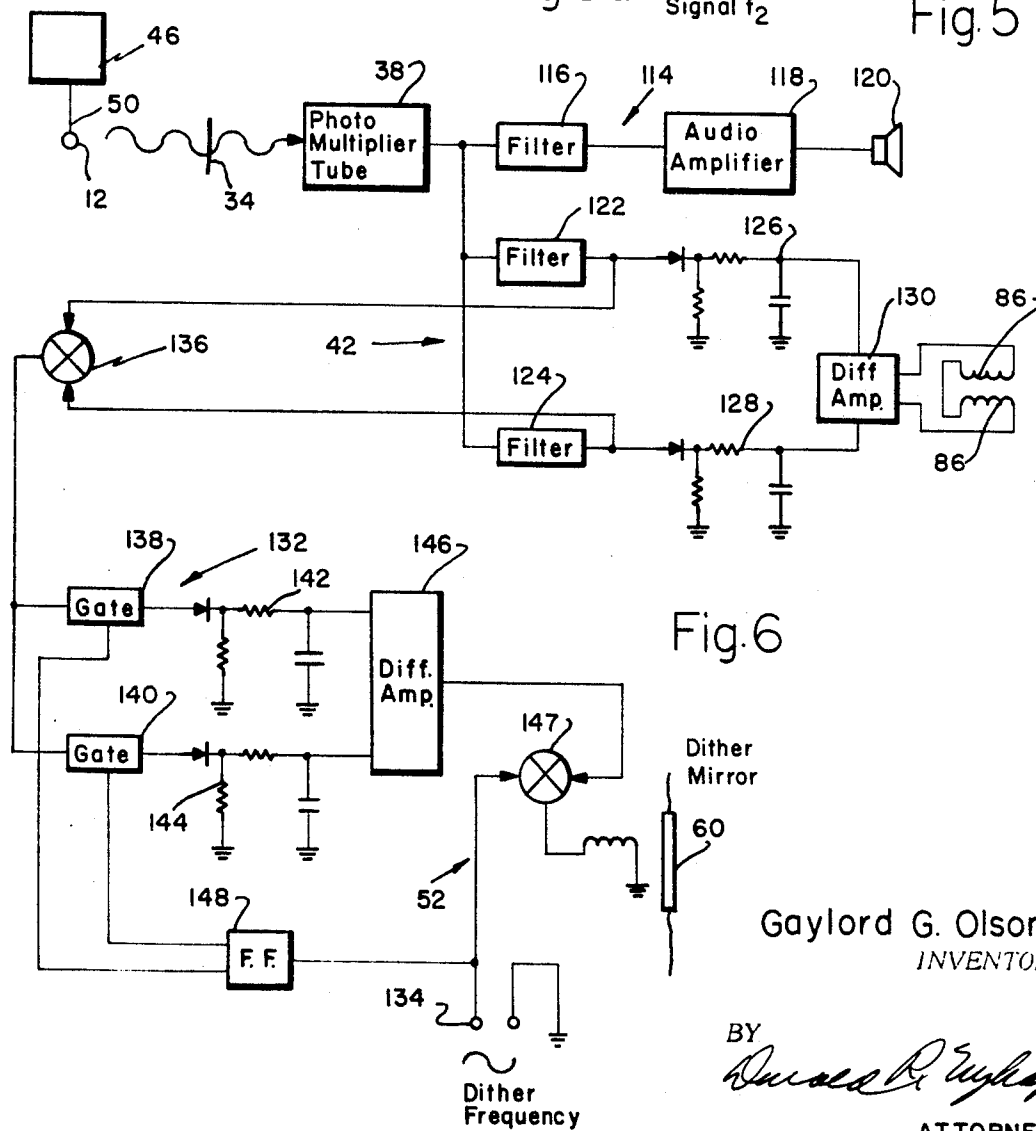 Signal f2
Fig. 5
46
50
12
34
38
Photo
Multiplier
Tube
116
Filter
114
118
Audio
Amplifier
120
122
Filter
126
136
42
124
Filter
128
130
Diff
Amp.
86
86
138
Gate
132
142
146
Diff.
Amp.
140
Gate
144
Fig. 6
147
Dither
Mirror
60
52
148
F. F.
134
Dither
Frequency
Gaylord G. Olson
INVENTO
BY
ATTORNE